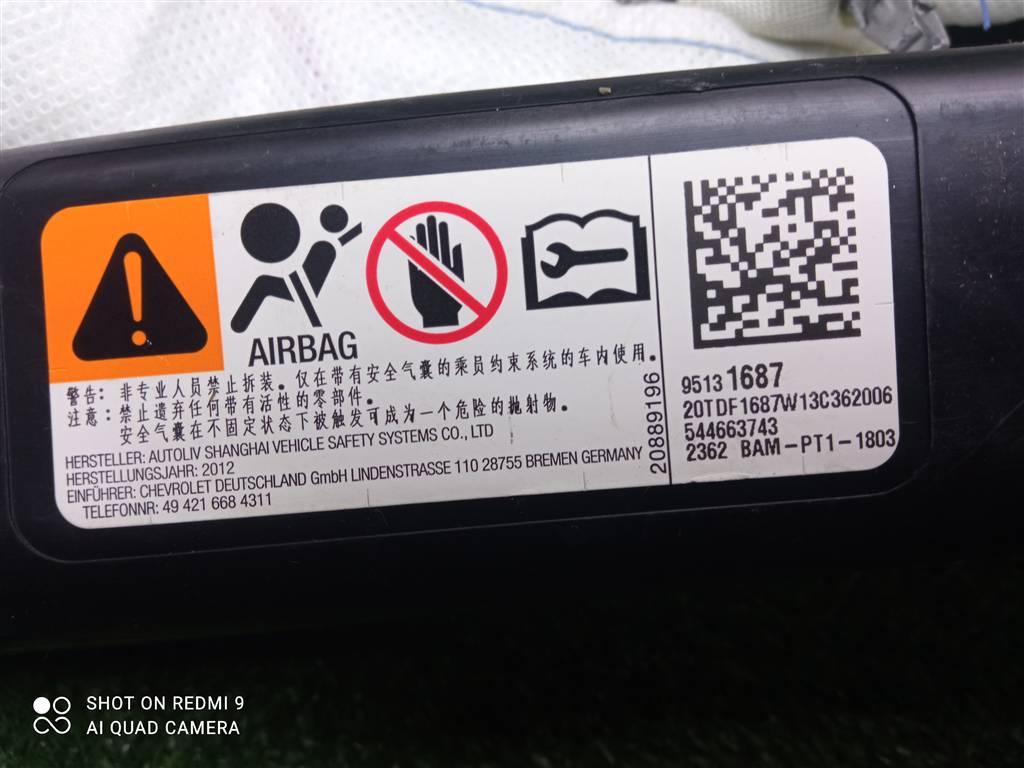 AIRBAG
警告: 非专业人员禁止拆装。仅在带有安全气囊的乘员约束系统的车内使用。
注意: 禁止遗弃任何带有活性的零部件。
安全气囊在不固定状态下被触发可成为一个危险的抛射物。
HERSTELLER: AUTOLIV SHANGHAI VEHICLE SAFETY SYSTEMS CO., LTD
HERSTELLUNGSJAHR: 2012
EINFÜHRER: CHEVROLET DEUTSCHLAND GmbH LINDENSTRASSE 110 28755 BREMEN GERMANY
TELEFONNR: 49 421 668 4311
20889196
95131687
20TDF1687W13C362006
544663743
2362 BAM-PT1-1803
SHOT ON REDMI 9
AI QUAD CAMERA